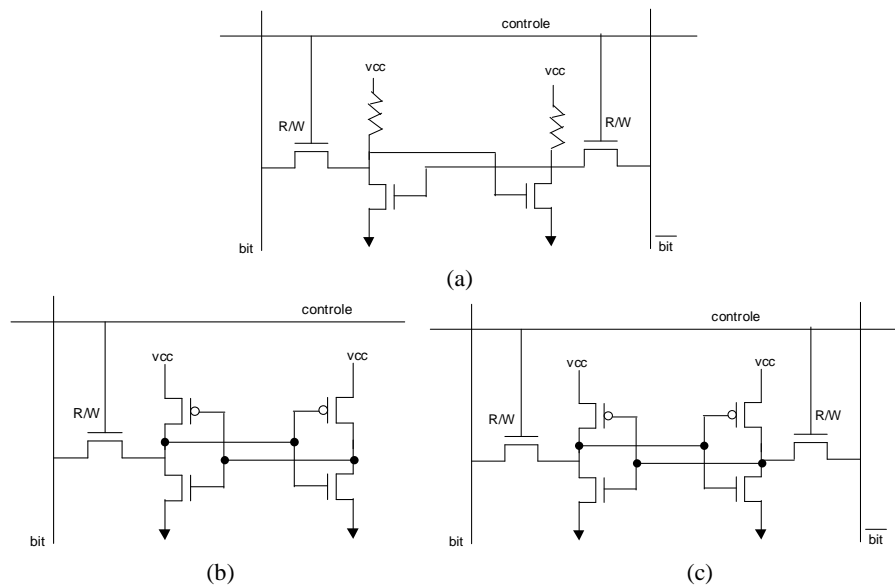 controle
vcc
vcc
R/W
R/W
bit
bit
(a)
controle
vcc
vcc
R/W
bit
(b)
controle
vcc
vcc
R/W
R/W
bit
bit
(c)